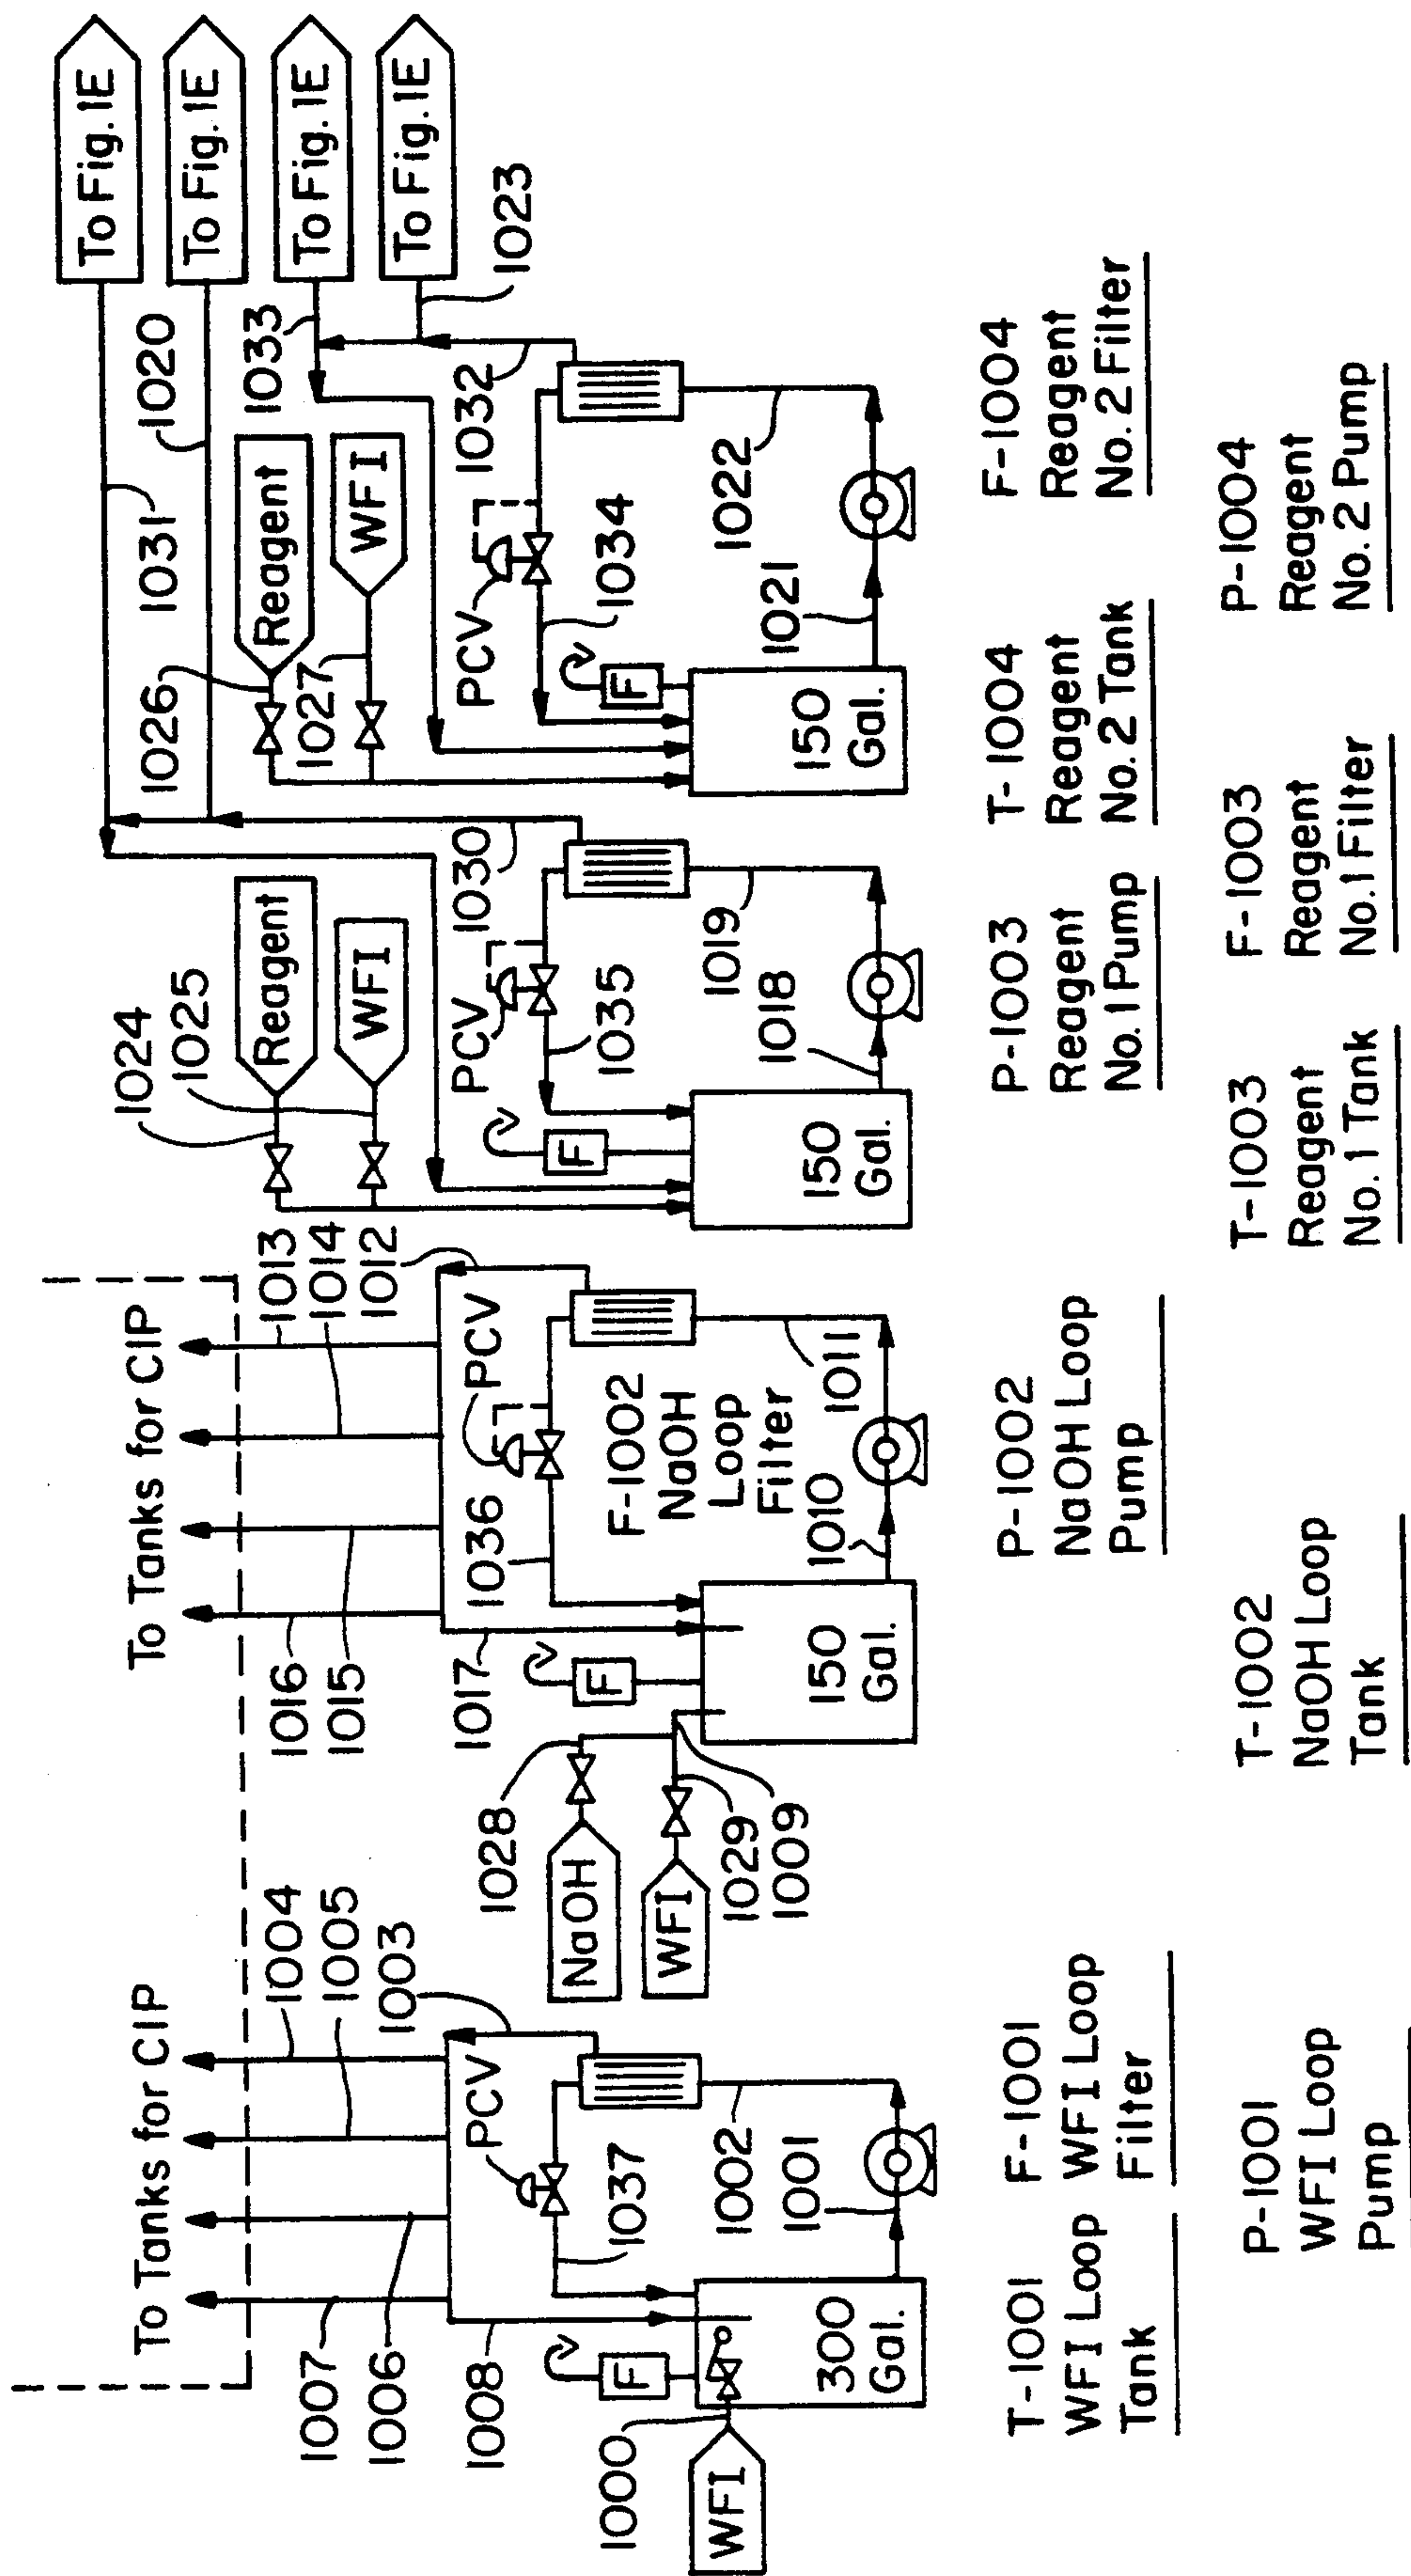 To Tanks for CIP
To Tanks for CIP
To Fig. 1E
To Fig. 1E
To Fig. 1E
To Fig. 1E
1007
1006
1008
1004
1005
1003
PCV
1037
1002
1001
1000
WFI
F
300
Gal.
1016
1015
1017
1013
1014
1012
PCV
1036
1028
NaOH
WFI
1029
1009
F
F-1002
NaOH
Loop
Filter
1011
1010
150
Gal.
1024
1025
Reagent
WFI
1030
PCV
1035
F
1019
1018
150
Gal.
1031
1020
1026
1027
Reagent
WFI
1033
1023
1032
PCV
1034
F
1022
1021
150
Gal.
T-1001
WFI Loop
Tank
F-1001
WFI Loop
Filter
P-1001
WFI Loop
Pump
P-1002
NaOH Loop
Pump
T-1002
NaOH Loop
Tank
P-1003
Reagent
No. 1 Pump
T-1003
Reagent
No. 1 Tank
F-1003
Reagent
No. 1 Filter
T-1004
Reagent
No. 2 Tank
F-1004
Reagent
No. 2 Filter
P-1004
Reagent
No. 2 Pump